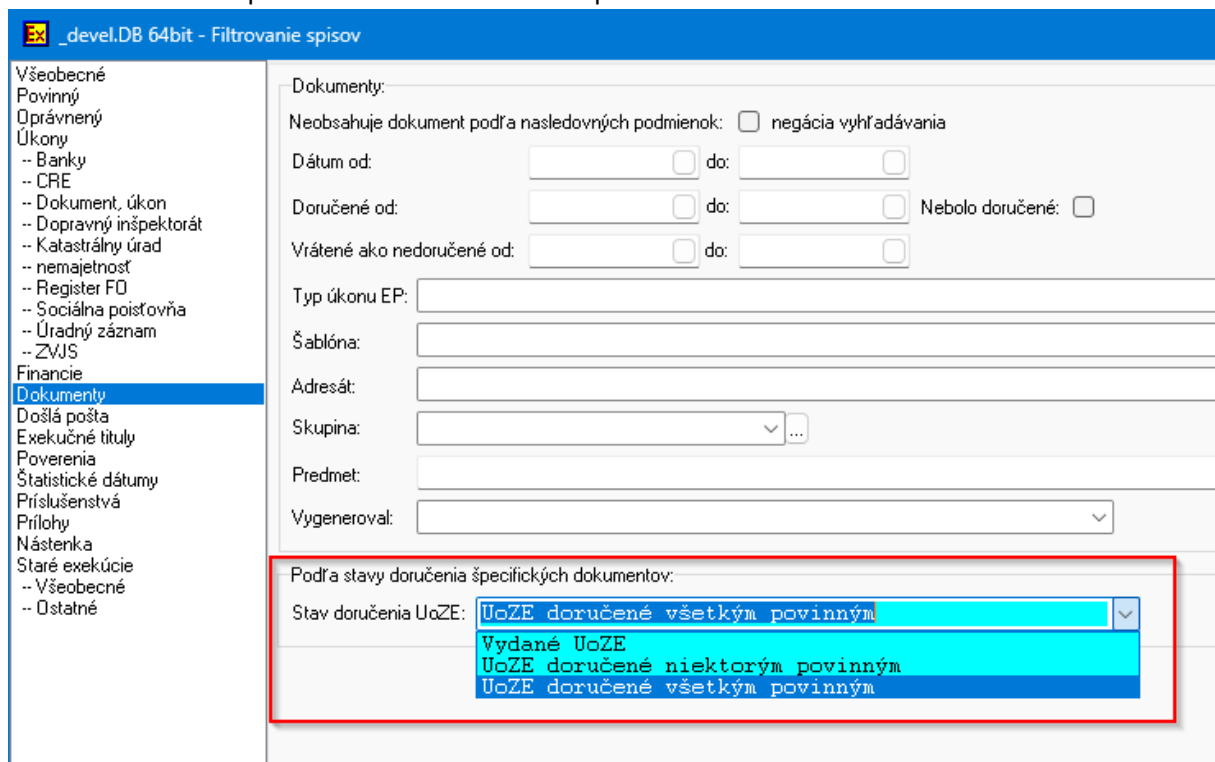 Ex _devel.DB 64bit - Filtrovanie spisov
Všeobecné
Povinný
Oprávnený
Úkony
-- Banky
-- CRE
-- Dokument, úkon
-- Dopravný inšpektorát
-- Katastrálny úrad
-- nemajetnosť
-- Register FO
-- Sociálna poisťovňa
-- Úradný záznam
-- ZVJS
Financie
Dokumenty
Došlá pošta
Exekučné tituly
Poverenia
Štatistické dátumy
Príslušenstvá
Prílohy
Nástenka
Staré exekúcie
-- Všeobecné
-- Ostatné
Dokumenty:
Neobsahuje dokument podľa nasledovných podmienok: negácia vyhľadávania
Dátum od: do:
Doručené od: do: Nebolo doručené:
Vrátené ako nedoručené od: do:
Typ úkonu EP:
Šablóna:
Adresát:
Skupina: ...
Predmet:
Vygeneroval:
Podľa stavy doručenia špecifických dokumentov:
Stav doručenia UoZE: UoZE doručené všetkým povinným
Vydané UoZE
UoZE doručené niektorým povinným
UoZE doručené všetkým povinným